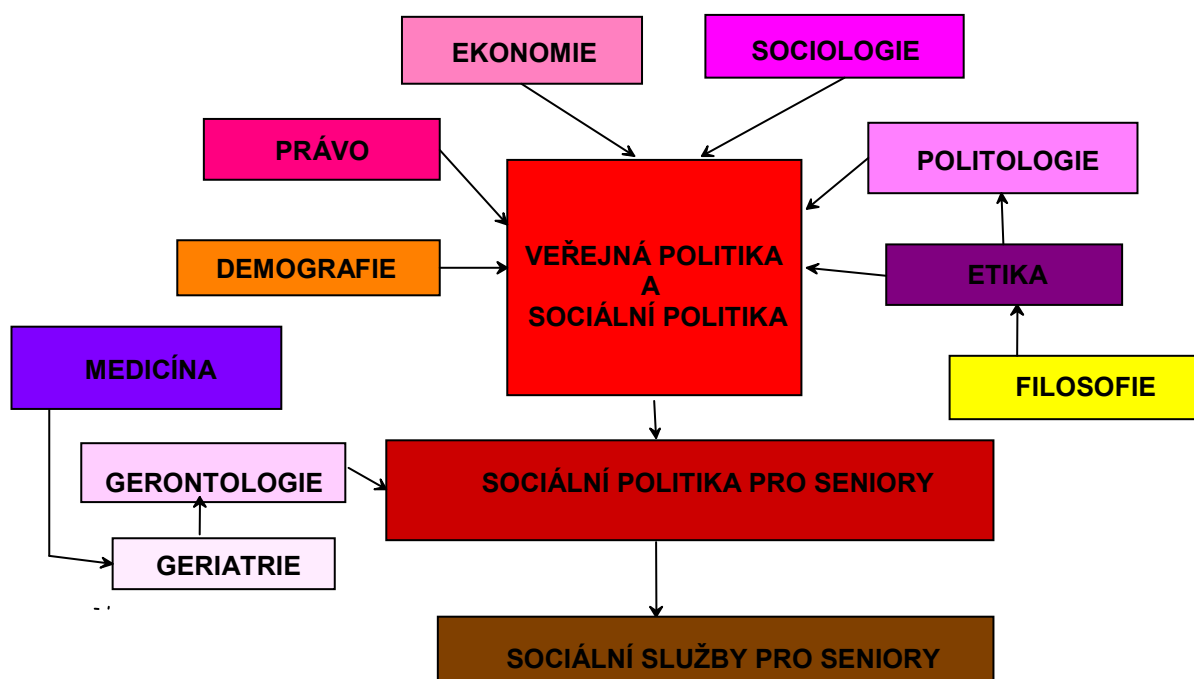 EKONOMIE
SOCIOLOGIE
PRÁVO
POLITOLOGIE
DEMOGRAFIE
VEŘEJNÁ POLITIKA
A
SOCIÁLNÍ POLITIKA
ETIKA
MEDICÍNA
FILOSOFIE
GERONTOLOGIE
SOCIÁLNÍ POLITIKA PRO SENIORY
GERIATRIE
SOCIÁLNÍ SLUŽBY PRO SENIORY